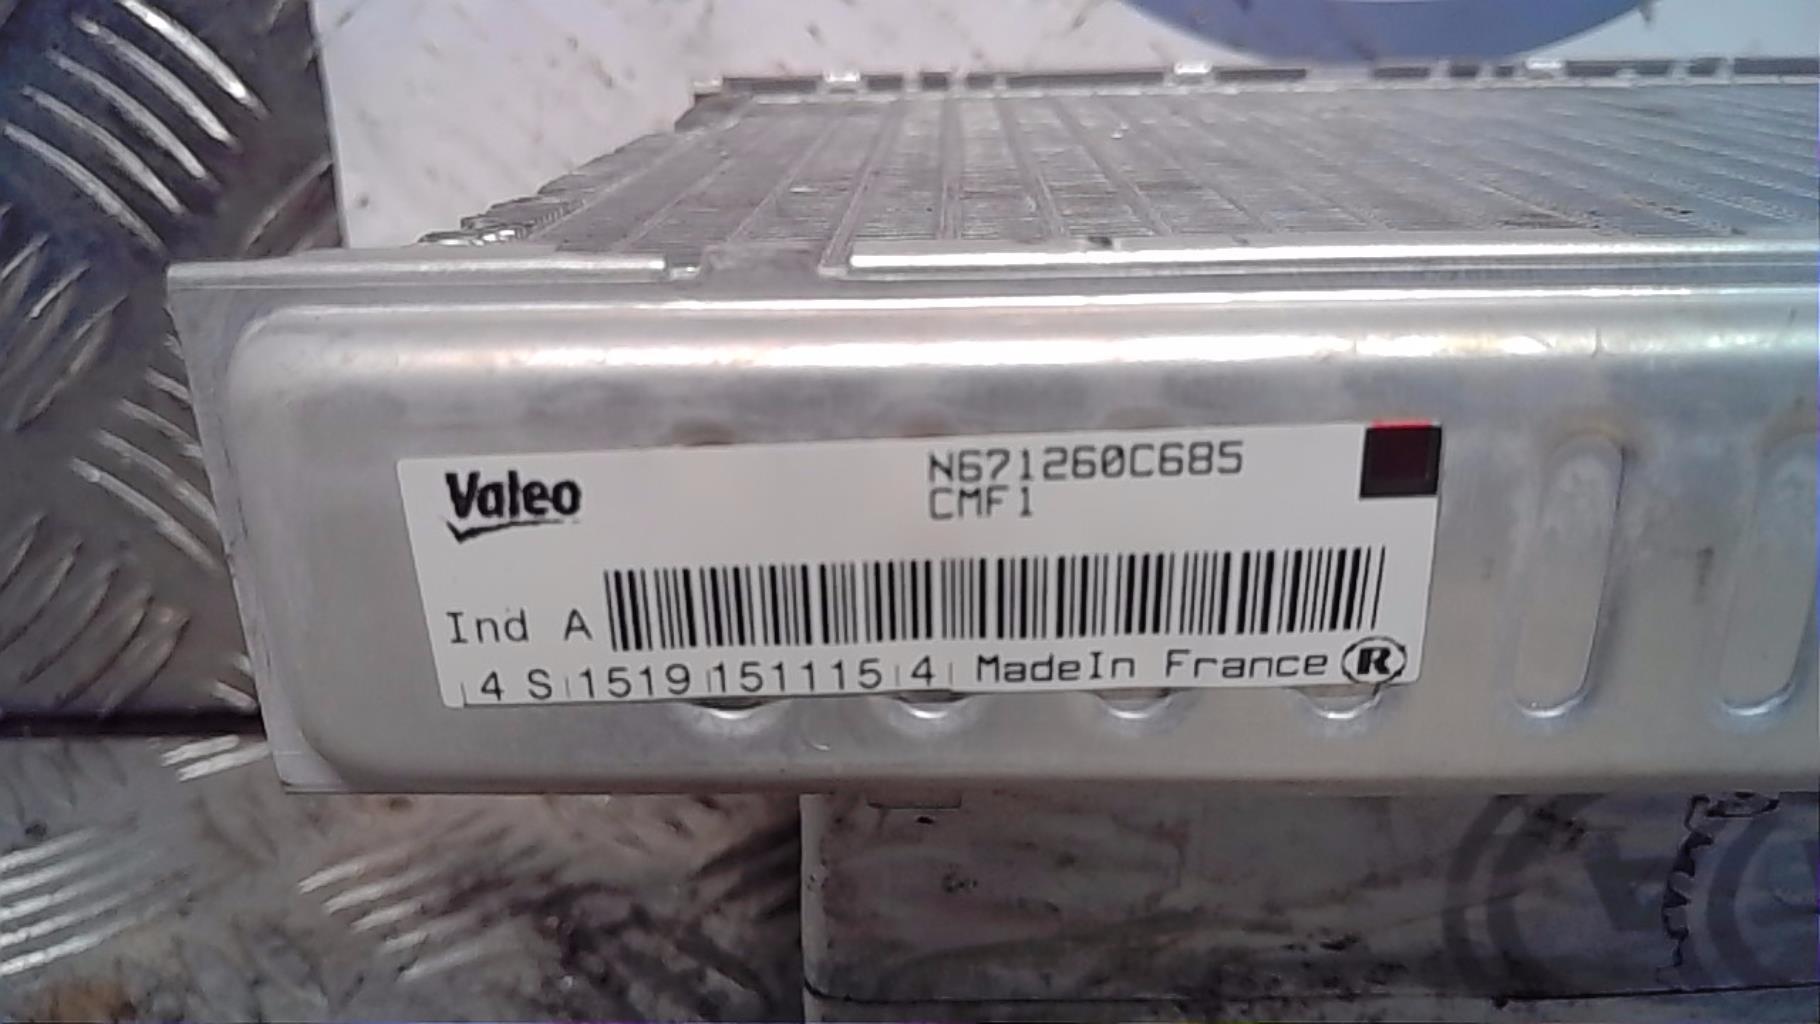 Valeo
N671260C685
CMF1
Ind A
4 S 1519 151115 4 MadeIn France ®